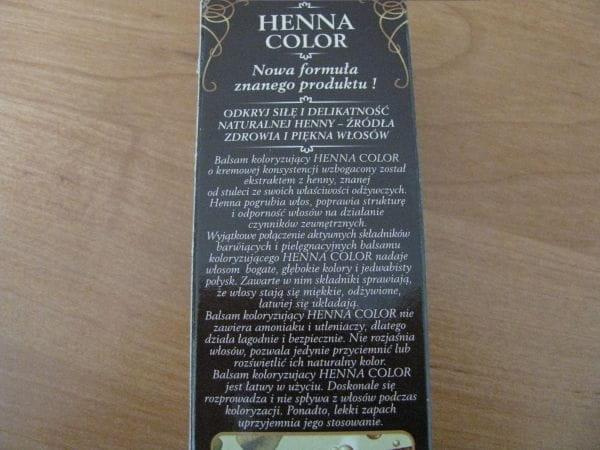 HENNA
COLOR
Nowa formuła
znanego produktu !
ODKRYJ SIŁĘ I DELIKATNOŚĆ
NATURALNEJ HENNY – ŹRÓDŁA
ZDROWIA I PIĘKNA WŁOSÓW
Balsam koloryzujący HENNA COLOR
o kremowej konsystencji wzbogacony został
ekstraktem z henny, znanej
od stuleci ze swoich właściwości odżywczych.
Henna pogrubia włos, poprawia strukturę
i odporność włosów na działanie
czynników zewnętrznych.
Wyjątkowe połączenie aktywnych składników
barwiących i pielęgnacyjnych balsamu
koloryzującego HENNA COLOR nadaje
włosom bogate, głębokie kolory i jedwabisty
połysk. Zawarte w nim składniki sprawiają,
że włosy stają się miękkie, odżywione,
łatwiej się układają.
Balsam koloryzujący HENNA COLOR nie
zawiera amoniaku i utleniaczy, dlatego
działa łagodnie i bezpiecznie. Nie rozjaśnia
włosów, pozwala jedynie przyciemnić lub
rozświetlić ich naturalny kolor.
Balsam koloryzujacy HENNA COLOR
jest łatwy w użyciu. Doskonale się
rozprowadza i nie spływa z włosów podczas
koloryzacji. Ponadto, lekki zapach
uprzyjemnia jego stosowanie.